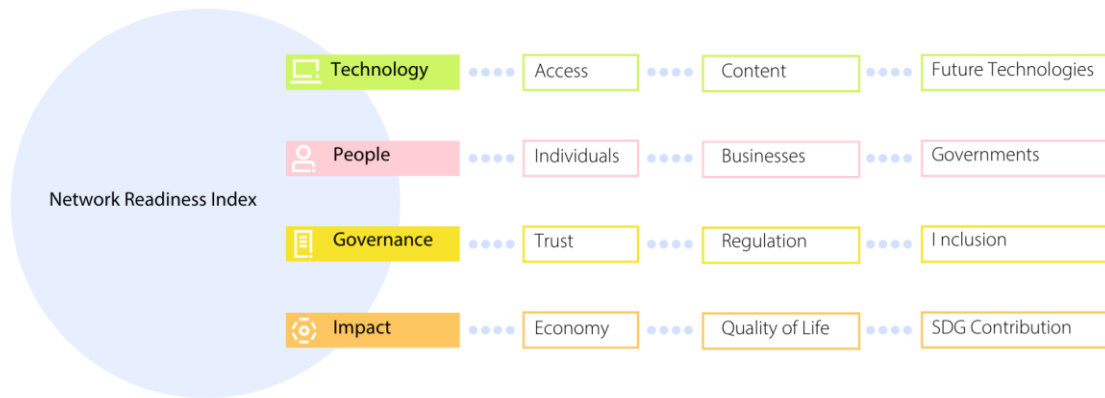 Technology
Access
Content
Future Technologies
People
Individuals
Businesses
Governments
Network Readiness Index
Governance
Trust
Regulation
I nclusion
Impact
Economy
Quality of Life
SDG Contribution